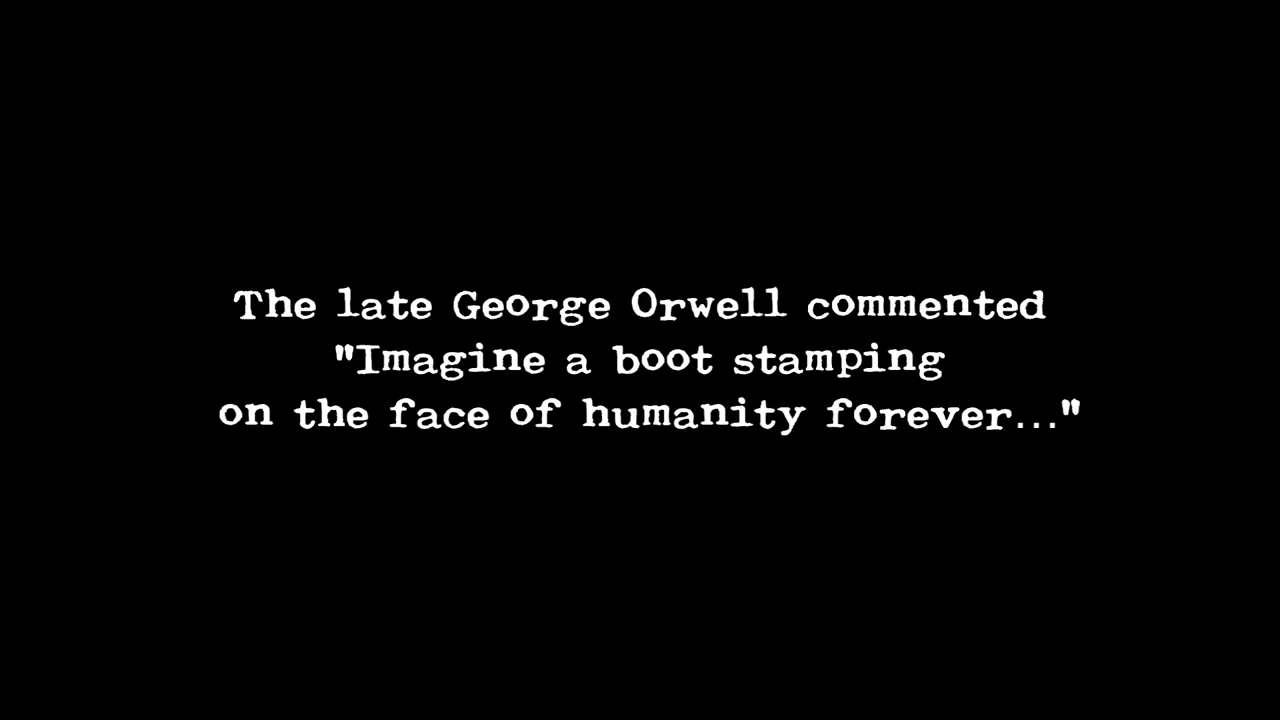 The late George Orwell commented
"Imagine a boot stamping
on the face of humanity forever..."